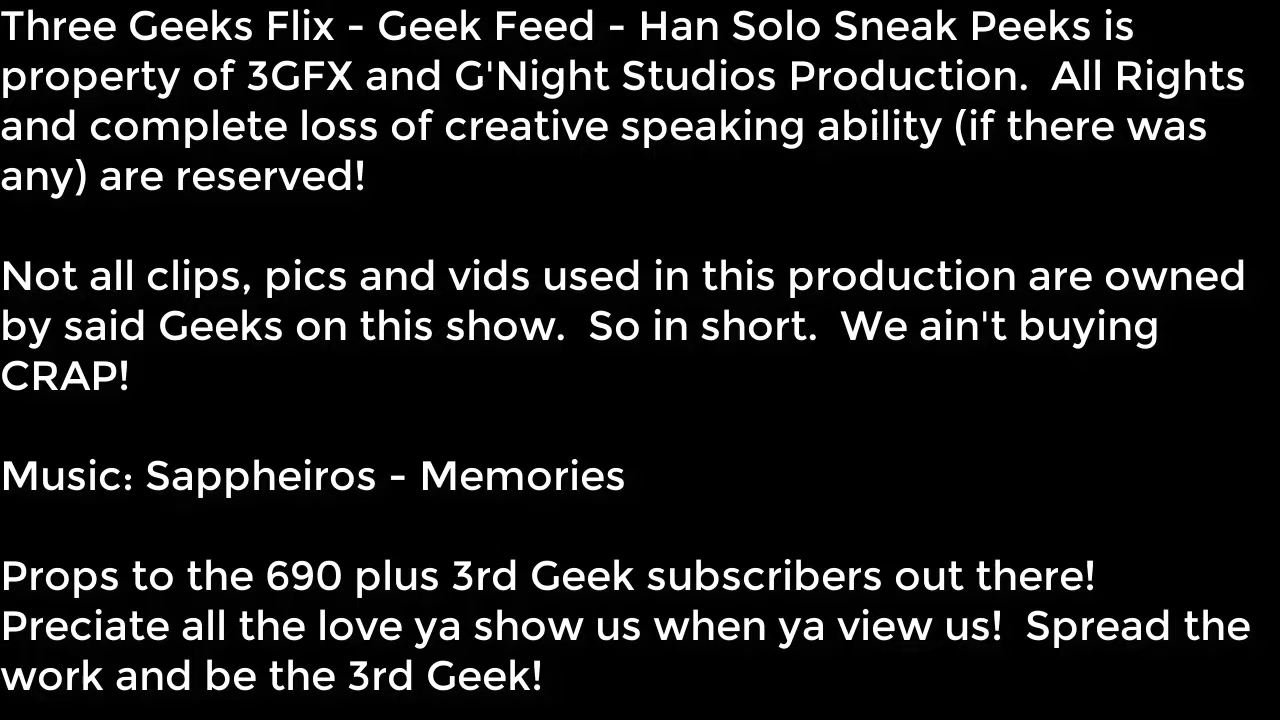 Three Geeks Flix - Geek Feed - Han Solo Sneak Peeks is
property of 3GFX and G'Night Studios Production.  All Rights
and complete loss of creative speaking ability (if there was
any) are reserved!
Not all clips, pics and vids used in this production are owned
by said Geeks on this show.  So in short.  We ain't buying
CRAP!
Music: Sappheiros - Memories
Props to the 690 plus 3rd Geek subscribers out there!
Preciate all the love ya show us when ya view us!  Spread the
work and be the 3rd Geek!